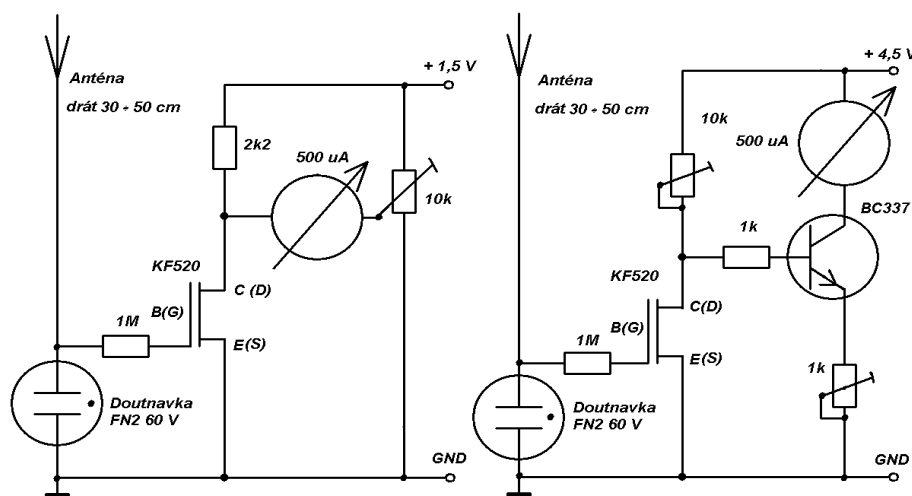 Anténa
drát 30 ÷ 50 cm
+ 1,5 V
2k2
500 uA
10k
KF520
C (D)
B(G)
E(S)
1M
Doutnavka
FN2 60 V
GND
Anténa
drát 30 ÷ 50 cm
+ 4,5 V
10k
500 uA
BC337
1k
KF520
C(D)
B(G)
E(S)
1M
1k
Doutnavka
FN2 60 V
GND